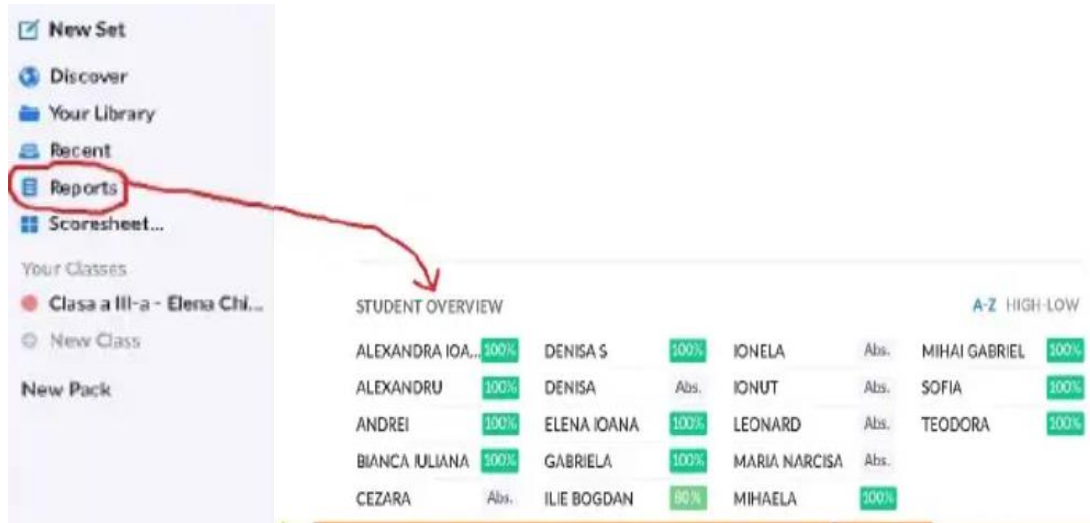 New Set
Discover
Your Library
Recent
Reports
Scoresheet...
Your Classes
Clasa a III-a - Elena Chi...
New Class
New Pack
STUDENT OVERVIEW
A-Z HIGH-LOW
ALEXANDRA IOA... 100% DENISA S 100% IONELA Abs. MIHAI GABRIEL 100%
ALEXANDRU 100% DENISA Abs. IONUT Abs. SOFIA 100%
ANDREI 100% ELENA IOANA 100% LEONARD Abs. TEODORA 100%
BIANCA IULIANA 100% GABRIELA 100% MARIA NARCISA Abs.
CEZARA Abs. ILIE BOGDAN 80% MIHAELA 100%